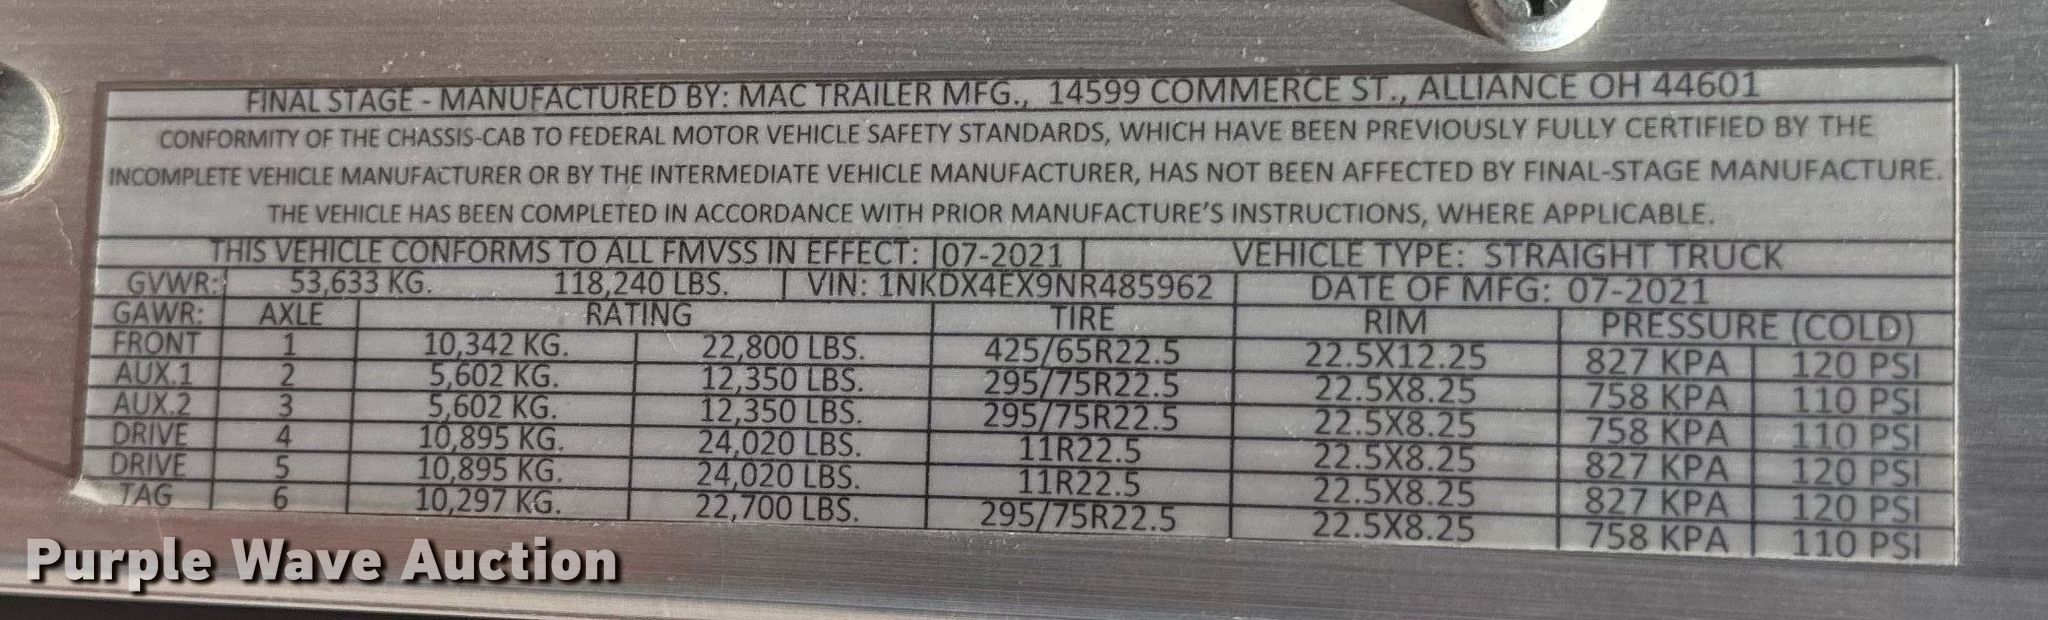 FINAL STAGE - MANUFACTURED BY: MAC TRAILER MFG., 14599 COMMERCE ST., ALLIANCE OH 44601
CONFORMITY OF THE CHASSIS-CAB TO FEDERAL MOTOR VEHICLE SAFETY STANDARDS, WHICH HAVE BEEN PREVIOUSLY FULLY CERTIFIED BY THE
INCOMPLETE VEHICLE MANUFACTURER OR BY THE INTERMEDIATE VEHICLE MANUFACTURER, HAS NOT BEEN AFFECTED BY FINAL-STAGE MANUFACTURE.
THE VEHICLE HAS BEEN COMPLETED IN ACCORDANCE WITH PRIOR MANUFACTURE'S INSTRUCTIONS, WHERE APPLICABLE.
THIS VEHICLE CONFORMS TO ALL FMVSS IN EFFECT: 07-2021 VEHICLE TYPE: STRAIGHT TRUCK
GVWR: 53,633 KG. 118,240 LBS. VIN: 1NKDX4EX9NR485962 DATE OF MFG: 07-2021
GAWR: AXLE RATING TIRE RIM PRESSURE (COLD)
FRONT 1 10,342 KG. 22,800 LBS. 425/65R22.5 22.5X12.25 827 KPA 120 PSI
AUX.1 2 5,602 KG. 12,350 LBS. 295/75R22.5 22.5X8.25 758 KPA 110 PSI
AUX.2 3 5,602 KG. 12,350 LBS. 295/75R22.5 22.5X8.25 758 KPA 110 PSI
DRIVE 4 10,895 KG. 24,020 LBS. 11R22.5 22.5X8.25 827 KPA 120 PSI
DRIVE 5 10,895 KG. 24,020 LBS. 11R22.5 22.5X8.25 827 KPA 120 PSI
TAG 6 10,297 KG. 22,700 LBS. 295/75R22.5 22.5X8.25 758 KPA 110 PSI
Purple Wave Auction